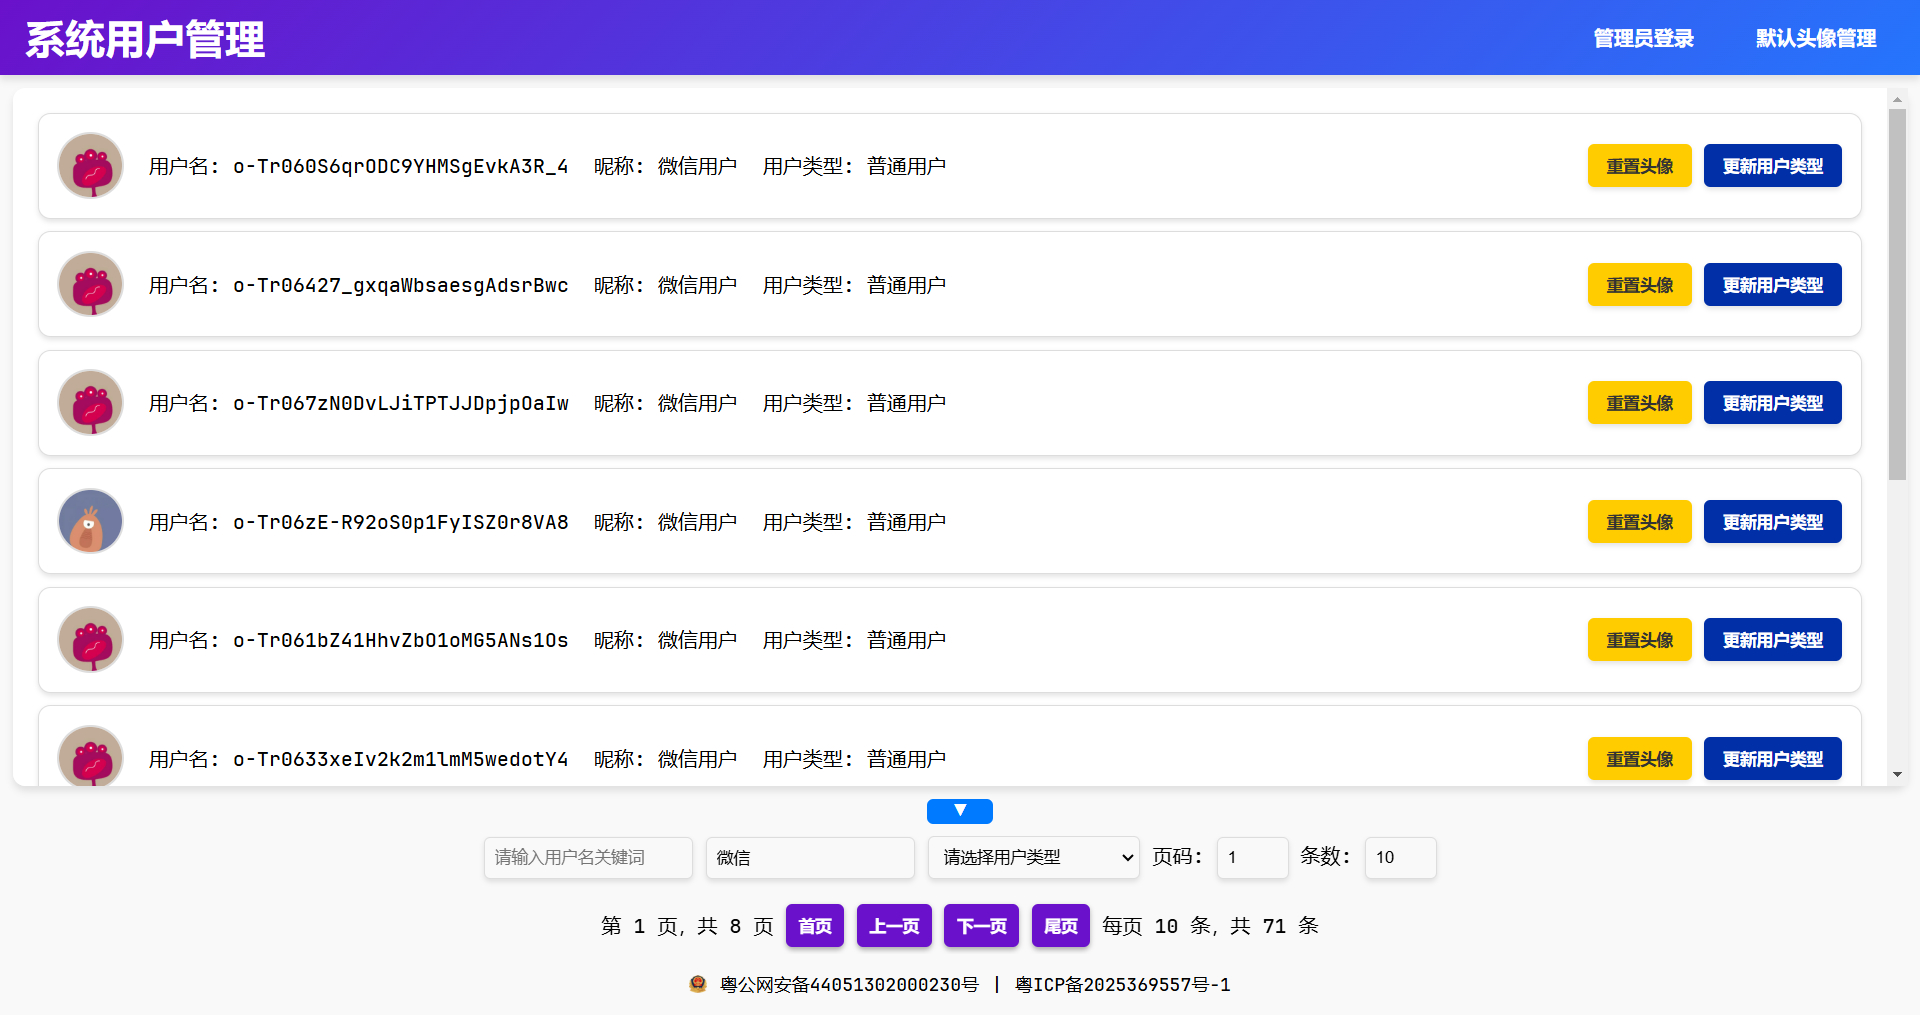 系统用户管理 管理员登录 默认头像管理
用户名: o-Tr060S6qrODC9YHMSgEvkA3R_4 昵称: 微信用户 用户类型: 普通用户 重置头像 更新用户类型
用户名: o-Tr06427_gxqaWbsaesgAdsrBwc 昵称: 微信用户 用户类型: 普通用户 重置头像 更新用户类型
用户名: o-Tr067zN0DvLJiTPTJJDpjpOaIw 昵称: 微信用户 用户类型: 普通用户 重置头像 更新用户类型
用户名: o-Tr06zE-R92oS0p1FyISZ0r8VA8 昵称: 微信用户 用户类型: 普通用户 重置头像 更新用户类型
用户名: o-Tr061bZ41HhvZbO1oMG5ANs1Os 昵称: 微信用户 用户类型: 普通用户 重置头像 更新用户类型
用户名: o-Tr0633xeIv2k2m1lmM5wedotY4 昵称: 微信用户 用户类型: 普通用户 重置头像 更新用户类型
▼
请输入用户名关键词 微信 请选择用户类型 页码: 1 条数: 10
第 1 页, 共 8 页 首页 上一页 下一页 尾页 每页 10 条, 共 71 条
粤公网安备44051302000230号 | 粤ICP备2025369557号-1